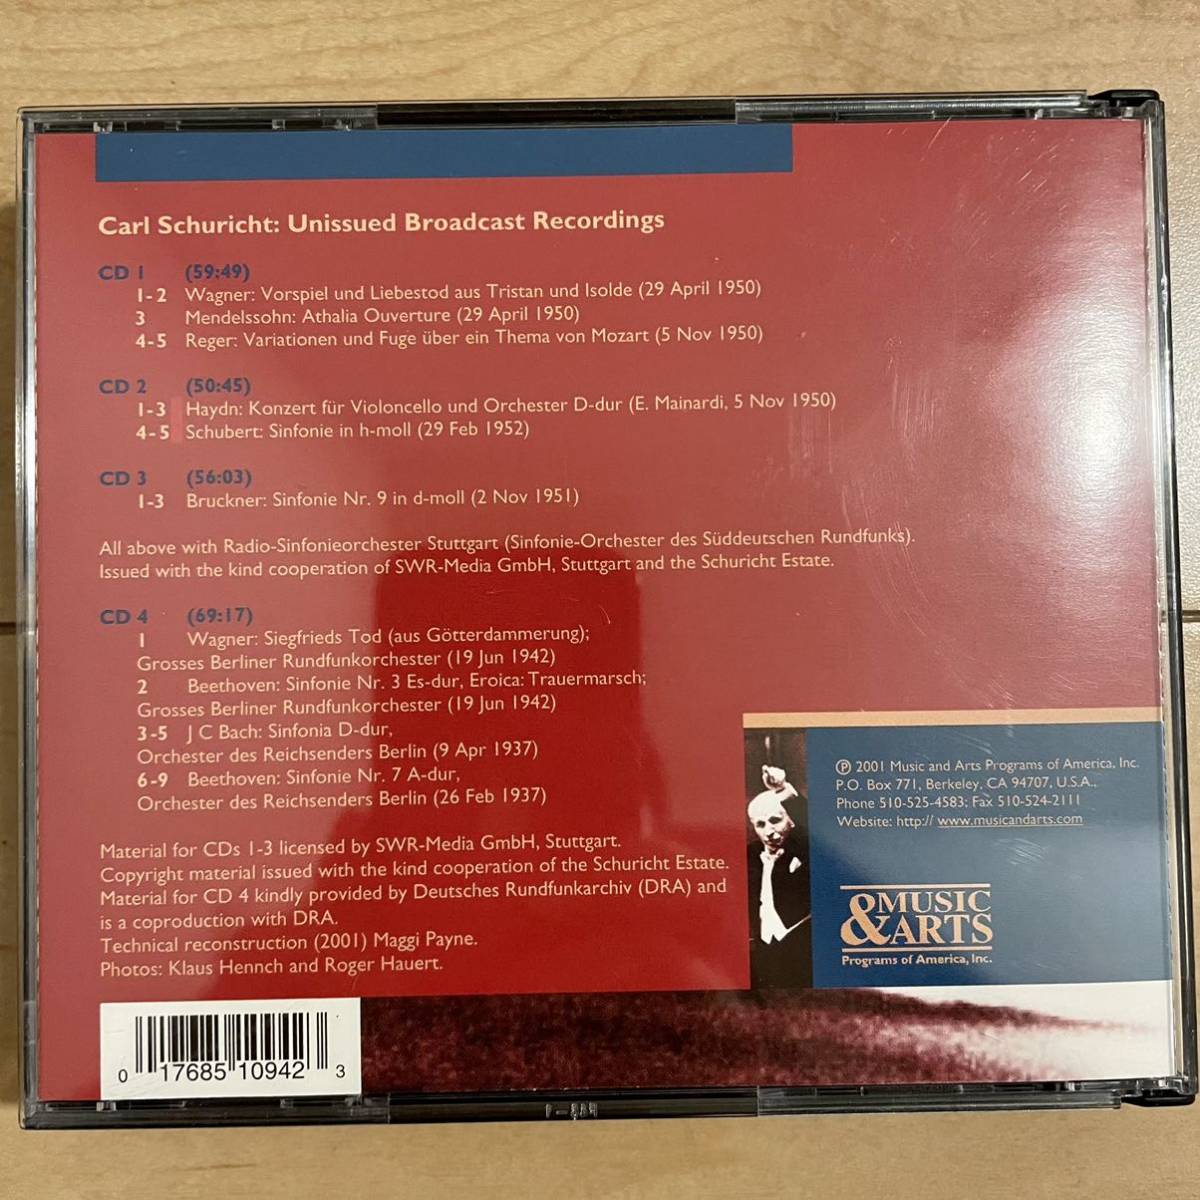 Carl Schuricht: Unissued Broadcast Recordings
CD 1 (59:49)
1-2 Wagner: Vorspiel und Liebestod aus Tristan und Isolde (29 April 1950)
3 Mendelssohn: Athalia Ouverture (29 April 1950)
4-5 Reger: Variationen und Fuge über ein Thema von Mozart (5 Nov 1950)
CD 2 (50:45)
1-3 Haydn: Konzert für Violoncello und Orchester D-dur (E. Mainardi, 5 Nov 1950)
4-5 Schubert: Sinfonie in h-moll (29 Feb 1952)
CD 3 (56:03)
1-3 Bruckner: Sinfonie Nr. 9 in d-moll (2 Nov 1951)
All above with Radio-Sinfonieorchester Stuttgart (Sinfonie-Orchester des Süddeutschen Rundfunks).
Issued with the kind cooperation of SWR-Media GmbH, Stuttgart and the Schuricht Estate.
CD 4 (69:17)
1 Wagner: Siegfrieds Tod (aus Götterdammerung);
Grosses Berliner Rundfunkorchester (19 Jun 1942)
2 Beethoven: Sinfonie Nr. 3 Es-dur, Eroica: Trauermarsch;
Grosses Berliner Rundfunkorchester (19 Jun 1942)
3-5 J C Bach: Sinfonia D-dur,
Orchester des Reichsenders Berlin (9 Apr 1937)
6-9 Beethoven: Sinfonie Nr. 7 A-dur,
Orchester des Reichsenders Berlin (26 Feb 1937)
Material for CDs 1-3 licensed by SWR-Media GmbH, Stuttgart.
Copyright material issued with the kind cooperation of the Schuricht Estate.
Material for CD 4 kindly provided by Deutsches Rundfunkarchiv (DRA) and
is a coproduction with DRA.
Technical reconstruction (2001) Maggi Payne.
Photos: Klaus Hennch and Roger Hauert.
℗ 2001 Music and Arts Programs of America, Inc.
P.O. Box 771, Berkeley, CA 94707, U.S.A..
Phone 510-525-4583; Fax 510-524-2111
Website: http:// www.musicandarts.com
MUSIC
&ARTS
Programs of America, Inc.
0 17685 10942 3